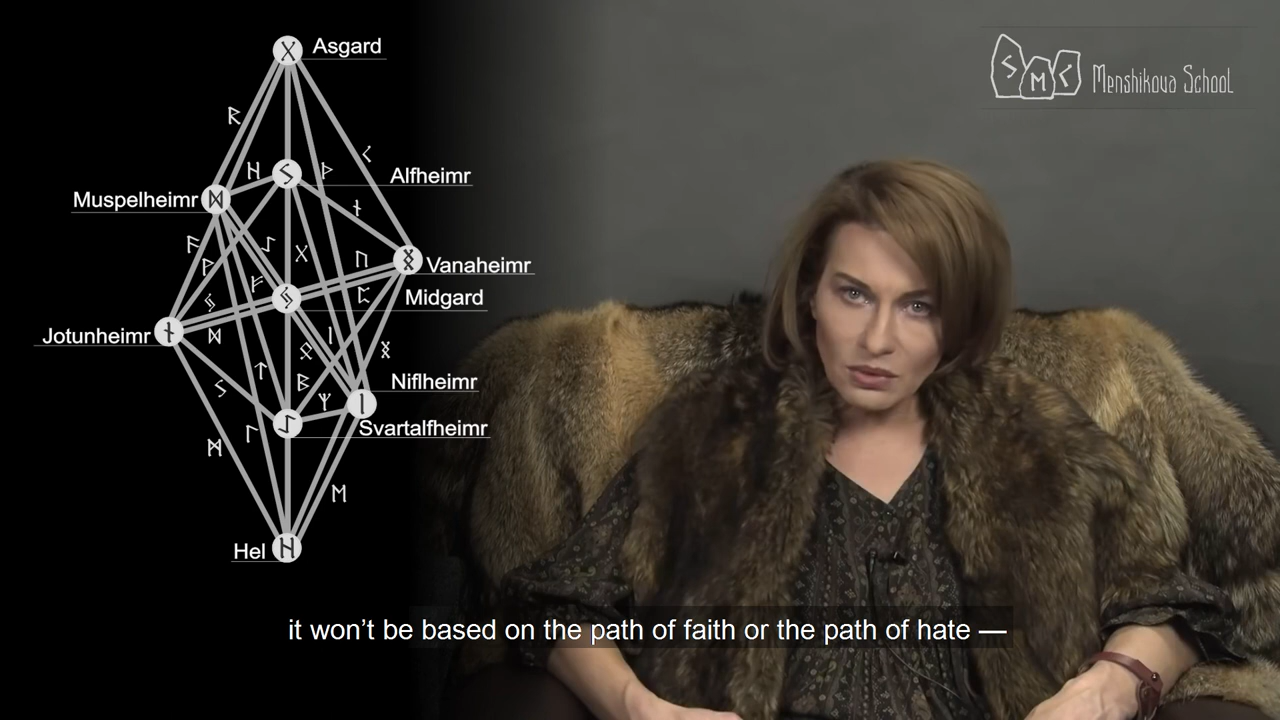 Asgard
Alfheimr
Muspelheimr
Vanaheimr
Midgard
Jotunheimr
Niflheimr
Svartalfheimr
Hel
ᚱ
ᚺ
ᚦ
ᚲ
ᚾ
ᚨ
ᚹ
ᛇ
ᚷ
ᚢ
ᚠ
ᛈ
ᛃ
ᛞ
ᛟ
ᛁ
ᛝ
ᛊ
ᛏ
ᛒ
ᛉ
ᛗ
ᛚ
ᛖ
SMK Menshikova School
it won't be based on the path of faith or the path of hate —